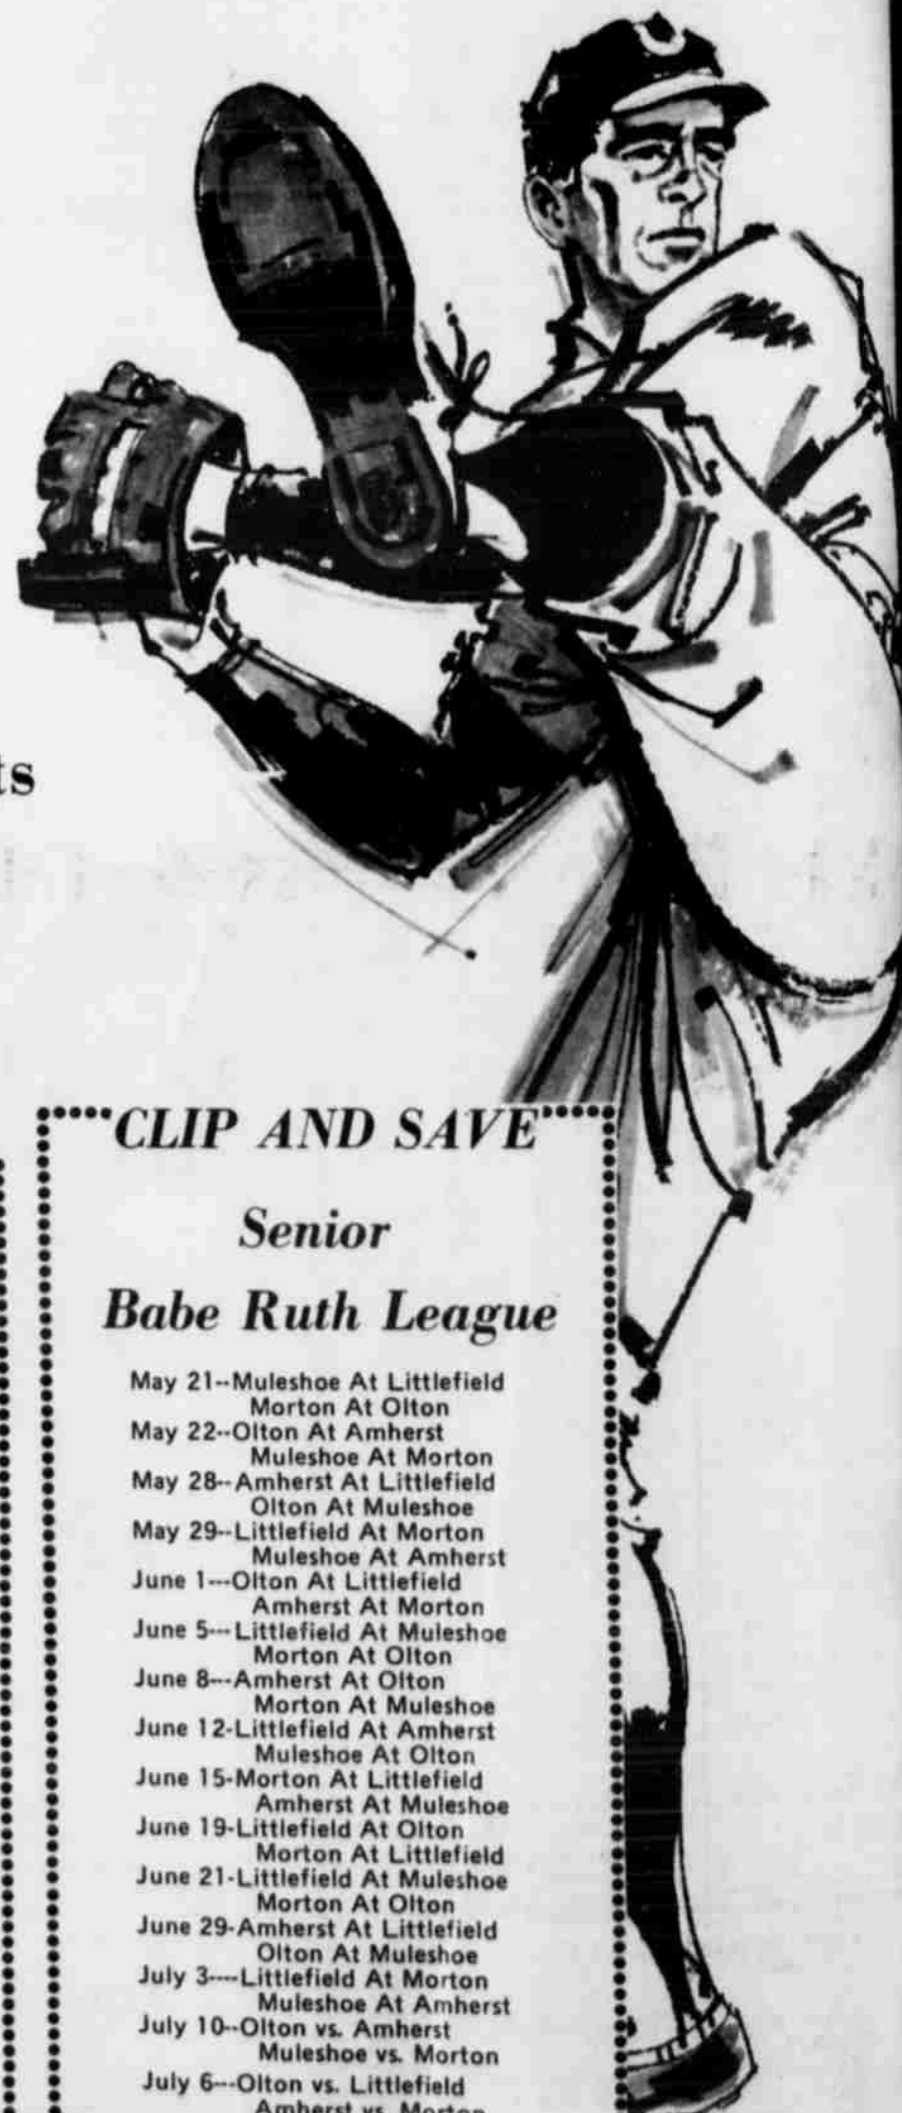 ts
CLIP AND SAVE
Senior
Babe Ruth League
May 21--Muleshoe At Littlefield
Morton At Olton
May 22--Olton At Amherst
Muleshoe At Morton
May 28--Amherst At Littlefield
Olton At Muleshoe
May 29--Littlefield At Morton
Muleshoe At Amherst
June 1---Olton At Littlefield
Amherst At Morton
June 5---Littlefield At Muleshoe
Morton At Olton
June 8---Amherst At Olton
Morton At Muleshoe
June 12-Littlefield At Amherst
Muleshoe At Olton
June 15-Morton At Littlefield
Amherst At Muleshoe
June 19-Littlefield At Olton
Morton At Littlefield
June 21-Littlefield At Muleshoe
Morton At Olton
June 29-Amherst At Littlefield
Olton At Muleshoe
July 3----Littlefield At Morton
Muleshoe At Amherst
July 10--Olton vs. Amherst
Muleshoe vs. Morton
July 6---Olton vs. Littlefield
Amherst vs. Morton